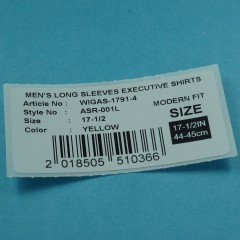 MEN'S LONG SLEEVES EXECUTIVE SHIRTS
Article No : WIGAS-1791-4
Style No : ASR-001L
Size : 17-1/2
Color : YELLOW
MODERN FIT
SIZE
17-1/2IN
44-45cm
2 018505 510366